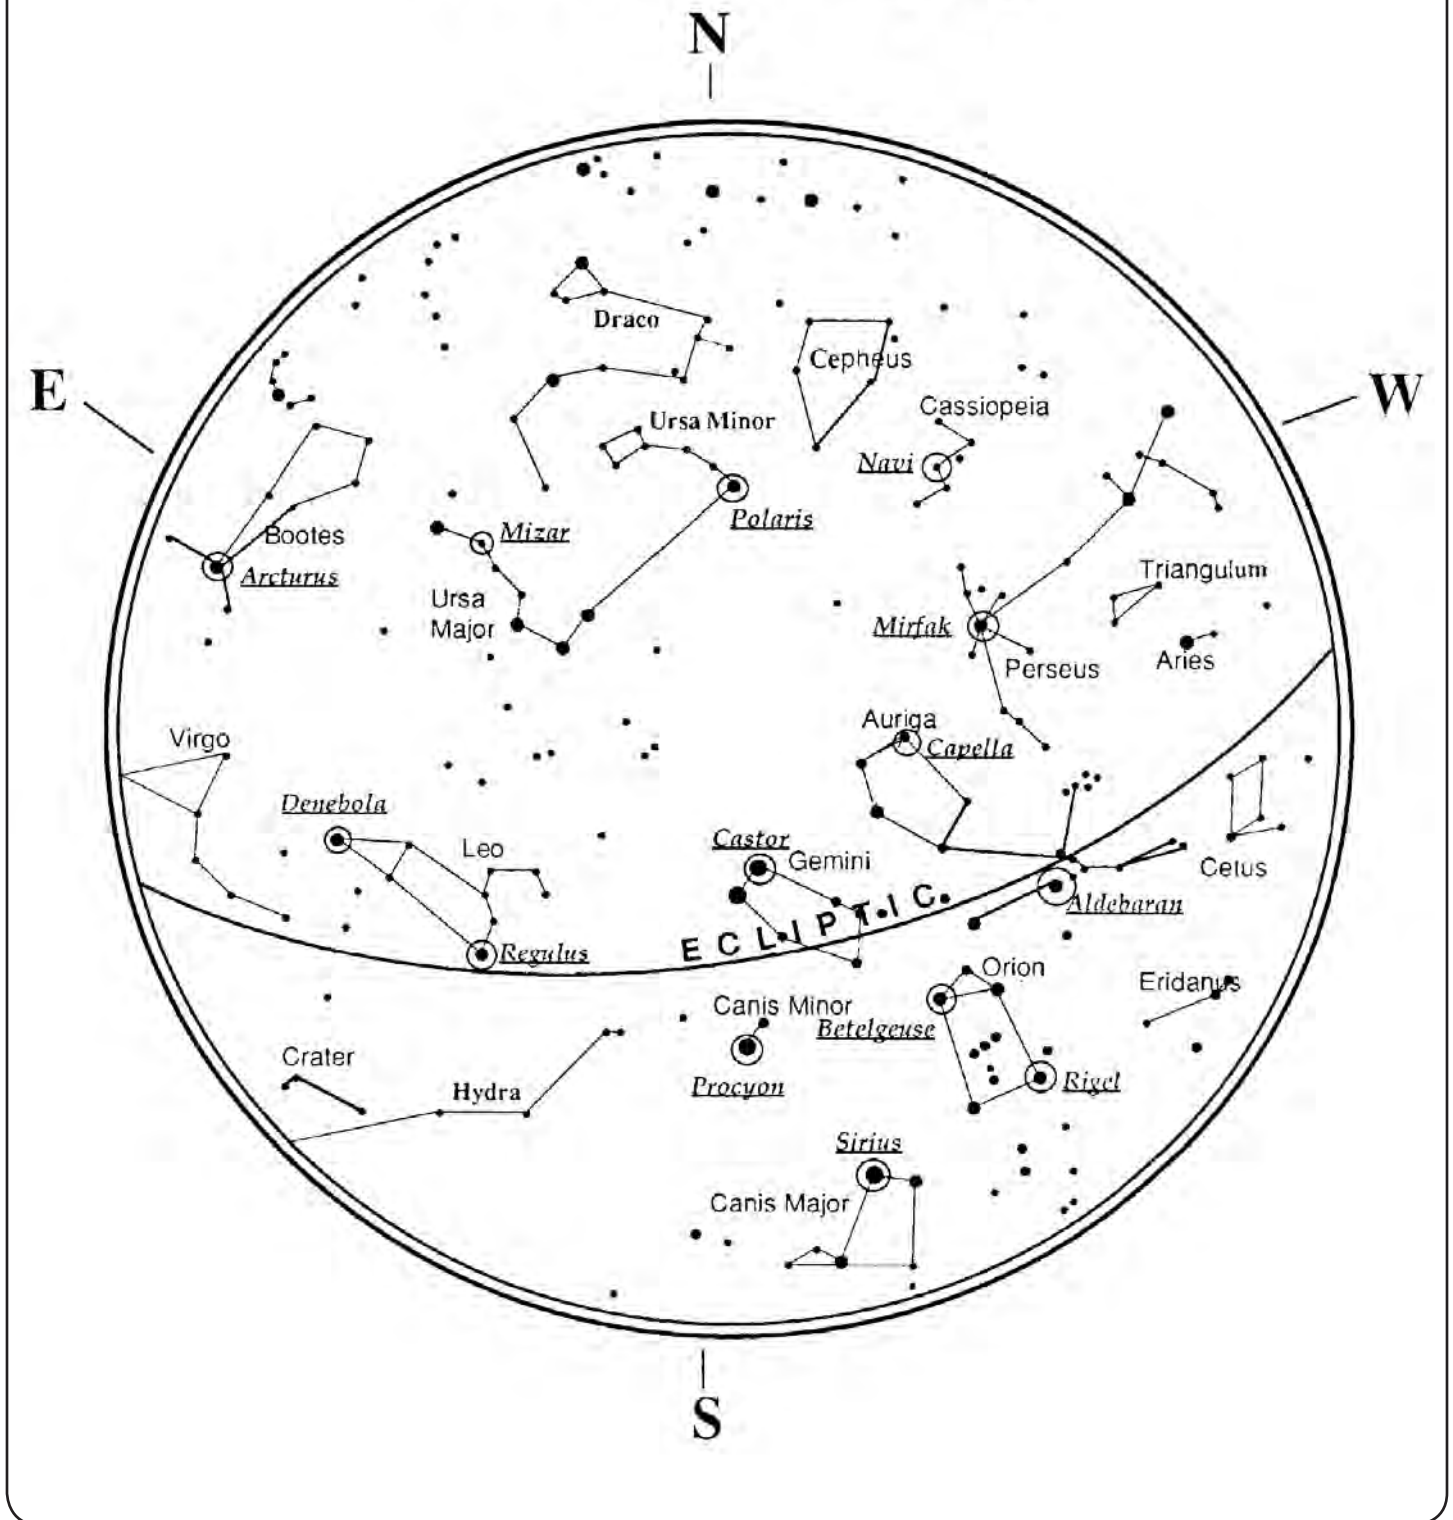 N
E
W
Draco
Cepheus
Cassiopeia
Ursa Minor
Navi
Polaris
Mizar
Bootes
Arcturus
Triangulum
Ursa
Major
Mirfak
Perseus
Aries
Auriga
Capella
Virgo
Denebola
Leo
Castor
Gemini
Cetus
ECLIPTIC
Aldebaran
Regulus
Orion
Eridanus
Canis Minor
Betelgeuse
Crater
Hydra
Procyon
Rigel
Sirius
Canis Major
S